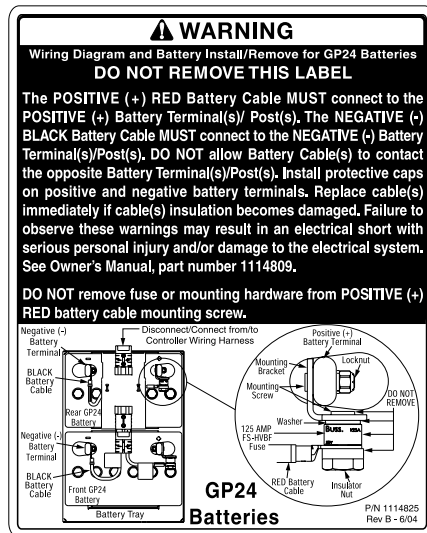 ⚠ WARNING
Wiring Diagram and Battery Install/Remove for GP24 Batteries
DO NOT REMOVE THIS LABEL
The POSITIVE (+) RED Battery Cable MUST connect to the
POSITIVE (+) Battery Terminal(s)/ Post(s). The NEGATIVE (-)
BLACK Battery Cable MUST connect to the NEGATIVE (-) Battery
Terminal(s)/Post(s). DO NOT allow Battery Cable(s) to contact
the opposite Battery Terminal(s)/Post(s). Install protective caps
on positive and negative battery terminals. Replace cable(s)
immediately if cable(s) insulation becomes damaged. Failure to
observe these warnings may result in an electrical short with
serious personal injury and/or damage to the electrical system.
See Owner's Manual, part number 1114809.
DO NOT remove fuse or mounting hardware from POSITIVE (+)
RED battery cable mounting screw.
Negative (-)
Battery
Terminal
BLACK
Battery
Cable
Rear GP24
Battery
Negative (-)
Battery
Terminal
BLACK
Battery
Cable
Front GP24
Battery
Battery Tray
Disconnect/Connect from/to
Controller Wiring Harness
Positive (+)
Battery Terminal
Mounting
Bracket
Locknut
Mounting
Screw
DO NOT
REMOVE
Washer
125 AMP
FS-HVBF
Fuse
BUSS.
125A
RED Battery
Cable
Insulator
Nut
GP24
Batteries
P/N 1114825
Rev B - 6/04